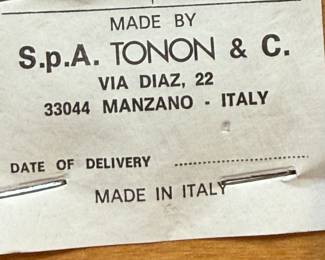 MADE BY
S.p.A. TONON & C.
VIA DIAZ, 22
33044 MANZANO - ITALY
DATE OF DELIVERY ........................
MADE IN ITALY